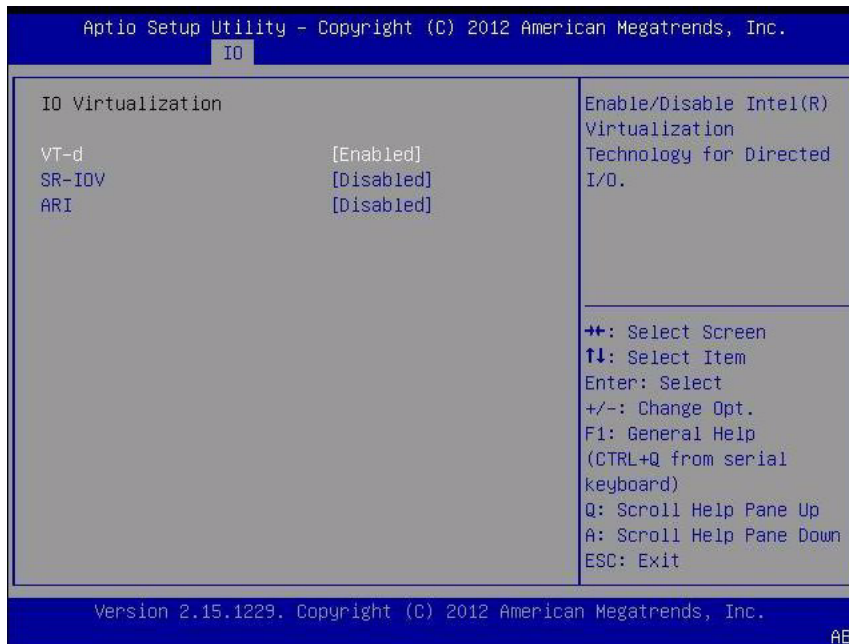 Aptio Setup Utility – Copyright (C) 2012 American Megatrends, Inc.
IO
IO Virtualization
VT-d [Enabled]
SR-IOV [Disabled]
ARI [Disabled]
Enable/Disable Intel(R)
Virtualization
Technology for Directed
I/O.
→←: Select Screen
↑↓: Select Item
Enter: Select
+/-: Change Opt.
F1: General Help
(CTRL+Q from serial
keyboard)
Q: Scroll Help Pane Up
A: Scroll Help Pane Down
ESC: Exit
Version 2.15.1229. Copyright (C) 2012 American Megatrends, Inc.
AB